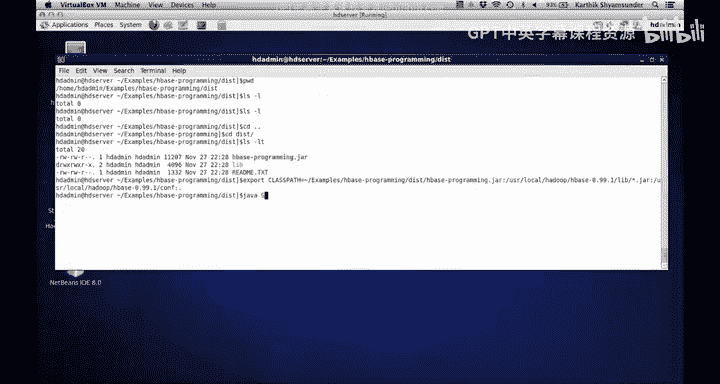 VirtualBox VM Machine View Devices Help
hdserver [Running]
93% Karthik Shyamsunder
Applications Places System
hdadmin
GPT中英字幕课程资源 bilibili
hdadmin@hdserver:~/Examples/hbase-programming/dist
File Edit View Search Terminal Help
hdadmin@hdserver ~/Examples/hbase-programming/dist]$pwd
/home/hdadmin/Examples/hbase-programming/dist
hdadmin@hdserver ~/Examples/hbase-programming/dist]$ls -l
total 0
hdadmin@hdserver ~/Examples/hbase-programming/dist]$ls -l
total 0
hdadmin@hdserver ~/Examples/hbase-programming/dist]$cd ..
hdadmin@hdserver ~/Examples/hbase-programming]$cd dist/
hdadmin@hdserver ~/Examples/hbase-programming/dist]$ls -lt
total 20
-rw-rw-r--. 1 hdadmin hdadmin 11207 Nov 27 22:28 hbase-programming.jar
drwxrwxr-x. 2 hdadmin hdadmin 4096 Nov 27 22:28 lib
-rw-rw-r--. 1 hdadmin hdadmin 1332 Nov 27 22:28 README.TXT
hdadmin@hdserver ~/Examples/hbase-programming/dist]$export CLASSPATH=~/Examples/hbase-programming/dist/hbase-programming.jar:/usr/local/hadoop/hbase-0.99.1/lib/*.jar:/u
sr/local/hadoop/hbase-0.99.1/conf:.
hdadmin@hdserver ~/Examples/hbase-programming/dist]$java $
NetBeans IDE 8.0